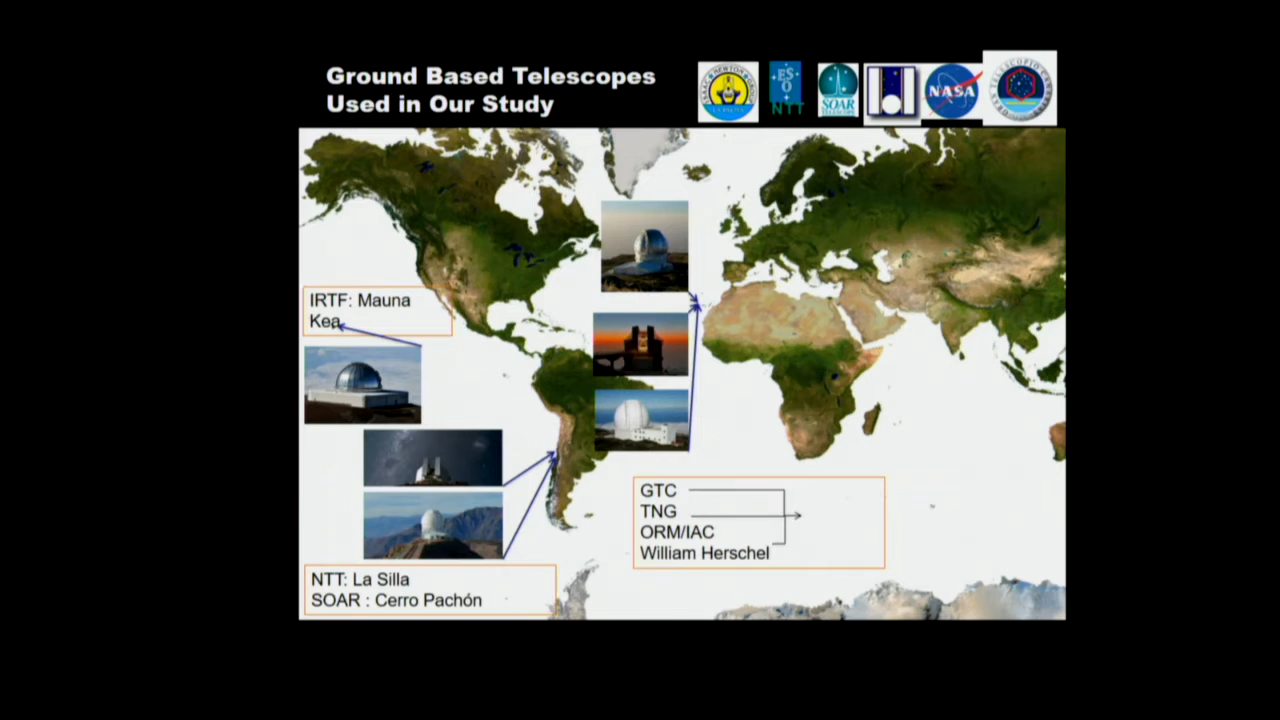 Ground Based Telescopes
Used in Our Study
ESO
NTT
SOAR
TELESCOPE
NASA
IRTF: Mauna
Kea
GTC
TNG
ORM/IAC
William Herschel
NTT: La Silla
SOAR : Cerro Pachón